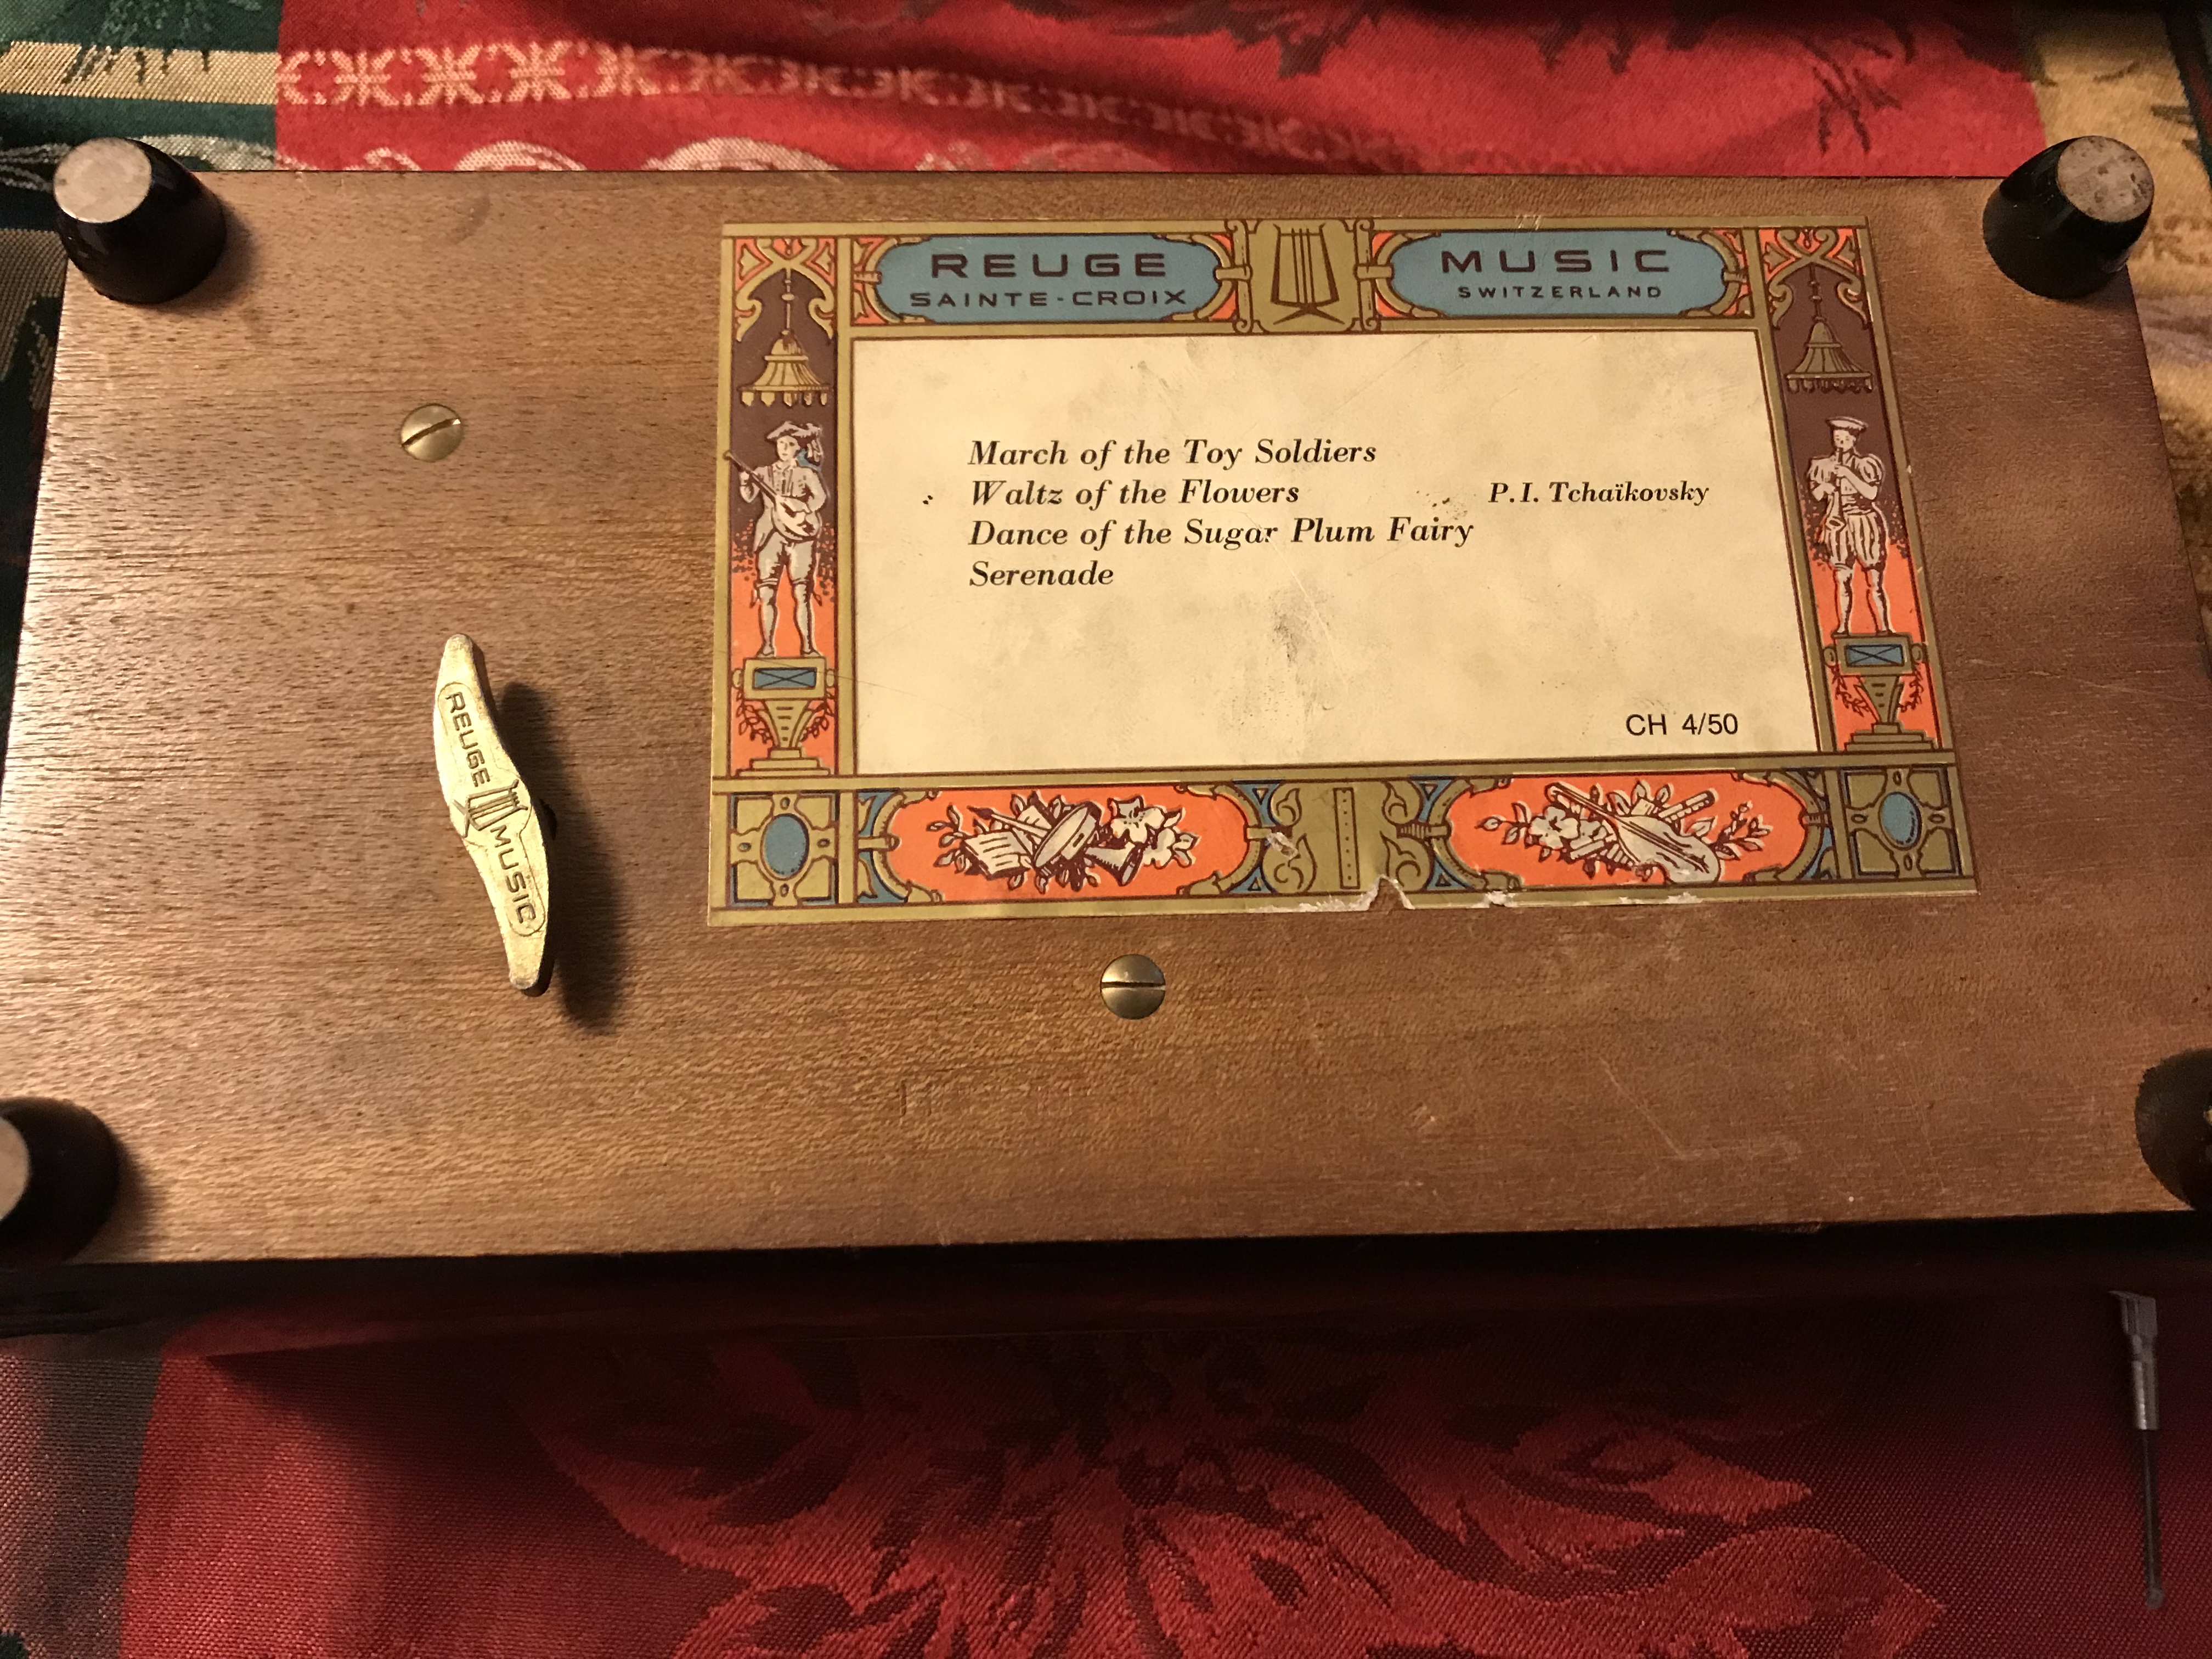 REUGE
SAINTE-CROIX
MUSIC
SWITZERLAND
March of the Toy Soldiers
Waltz of the Flowers P.I. Tchaïkovsky
Dance of the Sugar Plum Fairy
Serenade
CH 4/50
REUGE MUSIC